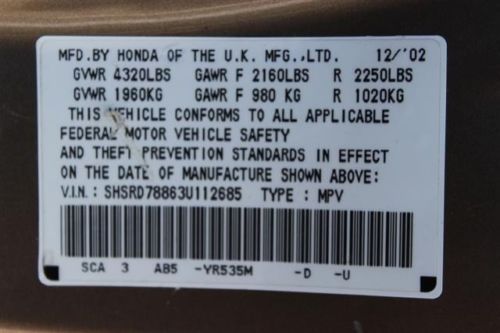 MFD.BY HONDA OF THE U.K. MFG.,LTD. 12/'02
GVWR 4320LBS GAWR F 2160LBS R 2250LBS
GVWR 1960KG GAWR F 980 KG R 1020KG
THIS VEHICLE CONFORMS TO ALL APPLICABLE
FEDERAL MOTOR VEHICLE SAFETY
AND THEFT PREVENTION STANDARDS IN EFFECT
ON THE DATE OF MANUFACTURE SHOWN ABOVE.
V.I.N.: SHSRD78863U112685 TYPE : MPV
SCA 3 AB5 -YR535M -D -U